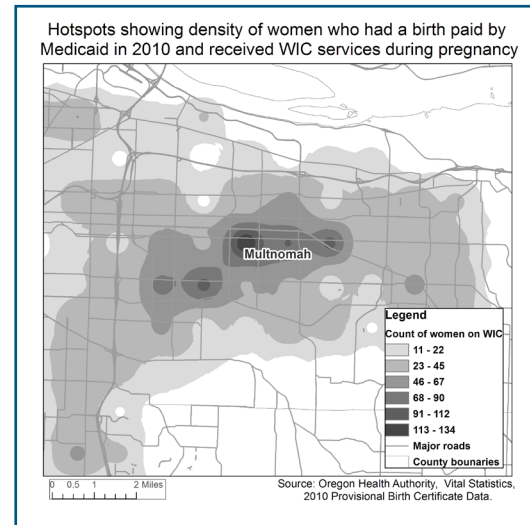 Hotspots showing density of women who had a birth paid by
Medicaid in 2010 and received WIC services during pregnancy
Multnomah
Legend
Count of women on WIC
11 - 22
23 - 45
46 - 67
68 - 90
91 - 112
113 - 134
Major roads
County bounaries
0 0.5 1 2 Miles
Source: Oregon Health Authority, Vital Statistics,
2010 Provisional Birth Certificate Data.